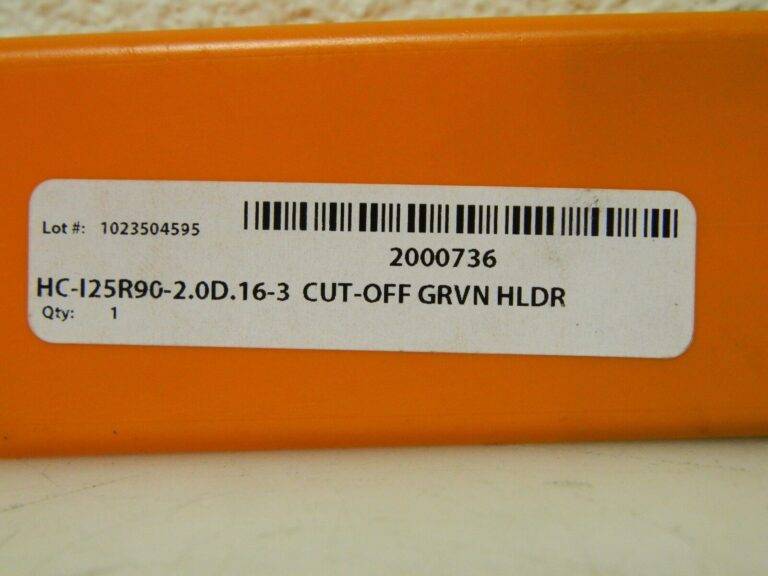 Lot #: 1023504595
2000736
HC-I25R90-2.0D.16-3 CUT-OFF GRVN HLDR
Qty: 1